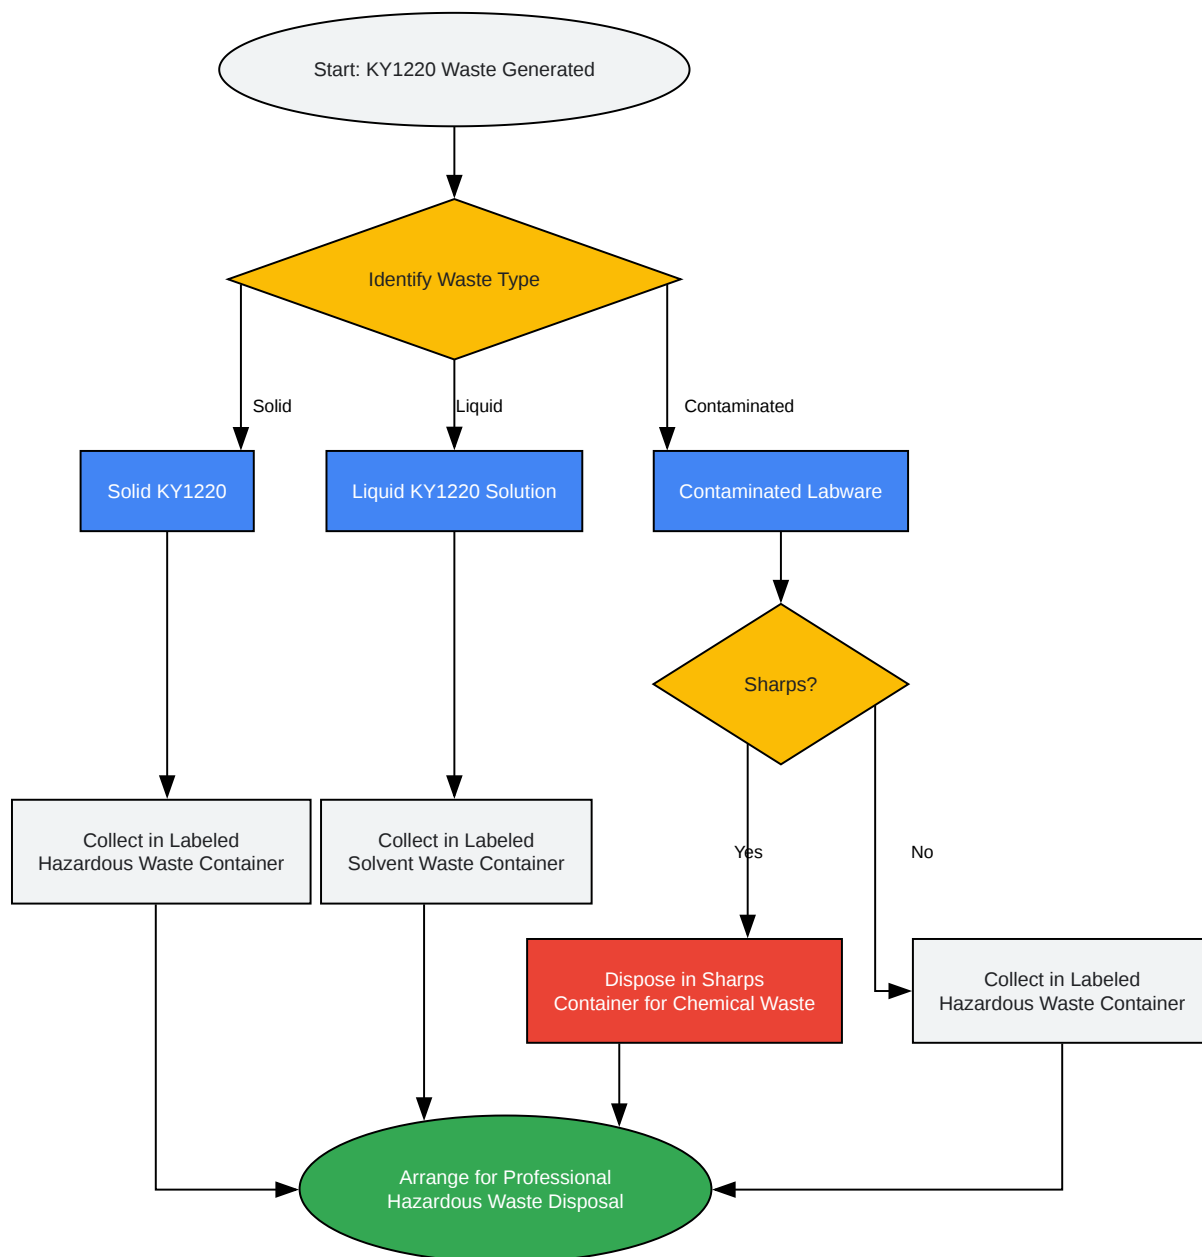 Start: KY1220 Waste Generated
Identify Waste Type
Solid
Liquid
Contaminated
Solid KY1220
Liquid KY1220 Solution
Contaminated Labware
Sharps?
Collect in Labeled
Hazardous Waste Container
Collect in Labeled
Solvent Waste Container
Yes
No
Dispose in Sharps
Container for Chemical Waste
Collect in Labeled
Hazardous Waste Container
Arrange for Professional
Hazardous Waste Disposal